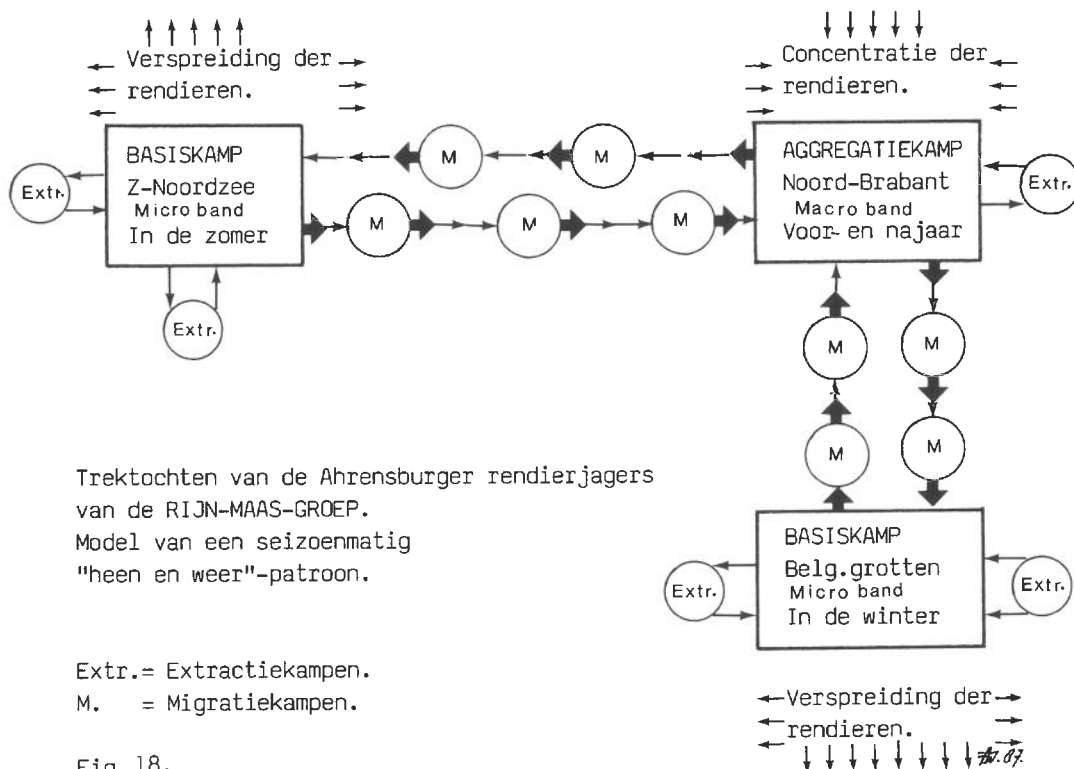 Verspreiding der
rendieren.
Concentratie der
rendieren.
BASISKAMP
Z-Noordzee
Micro band
In de zomer
Extr.
Extr.
M
M
M
M
M
AGGREGATIEKAMP
Noord-Brabant
Macro band
Voor- en najaar
Extr.
M
M
M
M
Trektochten van de Ahrensburger rendierjagers
van de RIJN-MAAS-GROEP.
Model van een seizoenmatig
"heen en weer"-patroon.
BASISKAMP
Belg.grotten
Micro band
In de winter
Extr.
Extr.
Extr.= Extractiekampen.
M. = Migratiekampen.
Verspreiding der
rendieren.
Fig 18.
87.